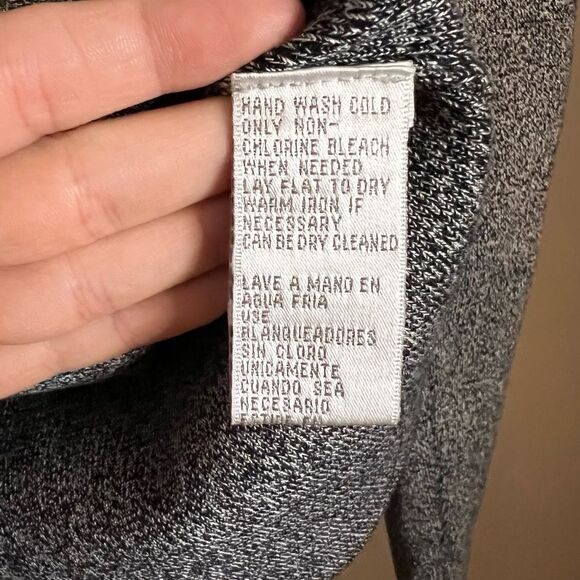 HAND WASH COLD
ONLY NON-
CHLORINE BLEACH
WHEN NEEDED
LAY FLAT TO DRY
WARM IRON IF
NECESSARY
CAN BE DRY CLEANED
LAVE A MANO EN
AGUA FRIA
USE
BLANQUEADORES
SIN CLORO
UNICAMENTE
CUANDO SEA
NECESARIO